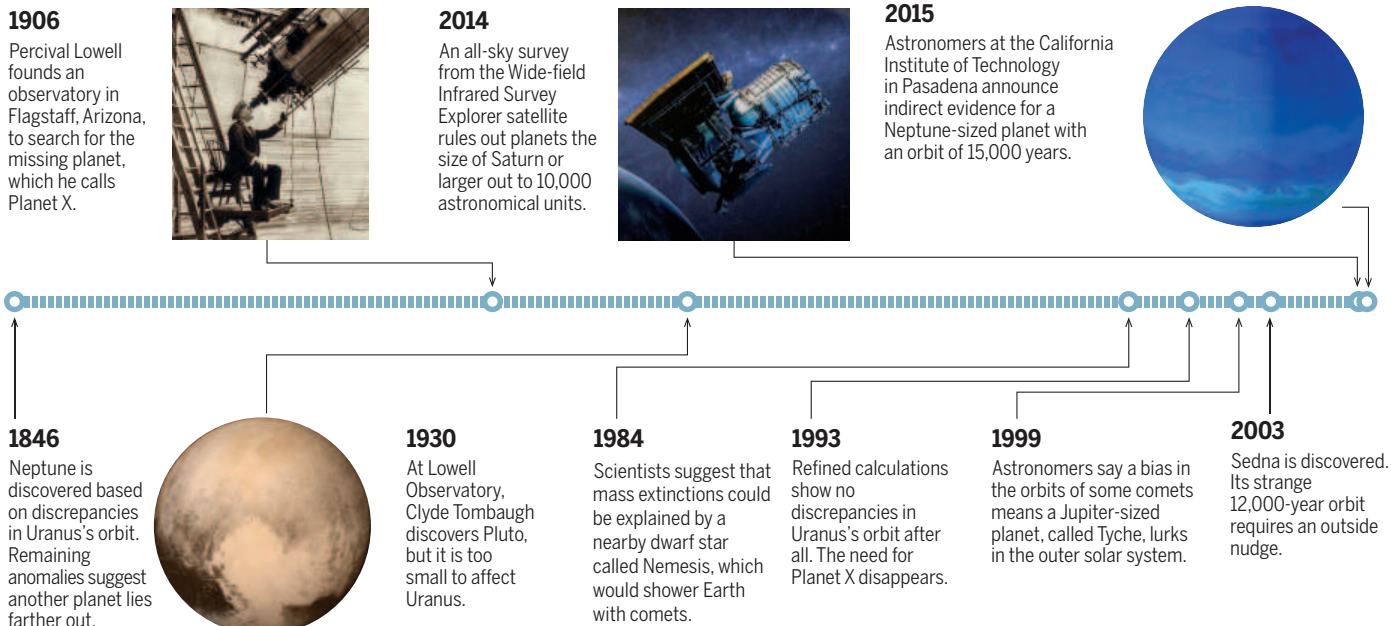 1906
Percival Lowell
founds an
observatory in
Flagstaff, Arizona,
to search for the
missing planet,
which he calls
Planet X.
2014
An all-sky survey
from the Wide-field
Infrared Survey
Explorer satellite
rules out planets the
size of Saturn or
larger out to 10,000
astronomical units.
2015
Astronomers at the California
Institute of Technology
in Pasadena announce
indirect evidence for a
Neptune-sized planet with
an orbit of 15,000 years.
1846
Neptune is
discovered based
on discrepancies
in Uranus’s orbit.
Remaining
anomalies suggest
another planet lies
farther out.
1930
At Lowell
Observatory,
Clyde Tombaugh
discovers Pluto,
but it is too
small to affect
Uranus.
1984
Scientists suggest that
mass extinctions could
be explained by a
nearby dwarf star
called Nemesis, which
would shower Earth
with comets.
1993
Refined calculations
show no
discrepancies in
Uranus’s orbit after
all. The need for
Planet X disappears.
1999
Astronomers say a bias in
the orbits of some comets
means a Jupiter-sized
planet, called Tyche, lurks
in the outer solar system.
2003
Sedna is discovered.
Its strange
12,000-year orbit
requires an outside
nudge.